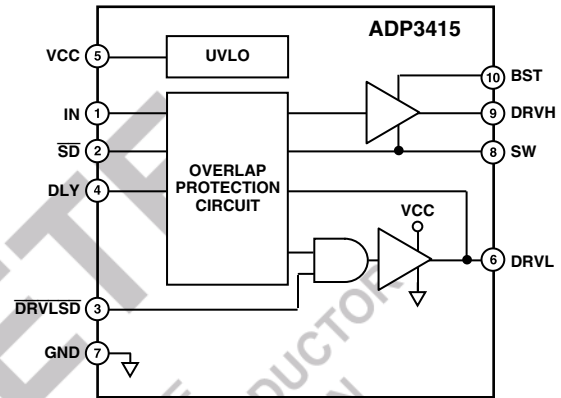 ADP3415
VCC 5
UVLO
10 BST
IN 1
9 DRVH
SD 2
8 SW
DLY 4
OVERLAP
PROTECTION
CIRCUIT
VCC
6 DRVL
DRVLSD 3
GND 7